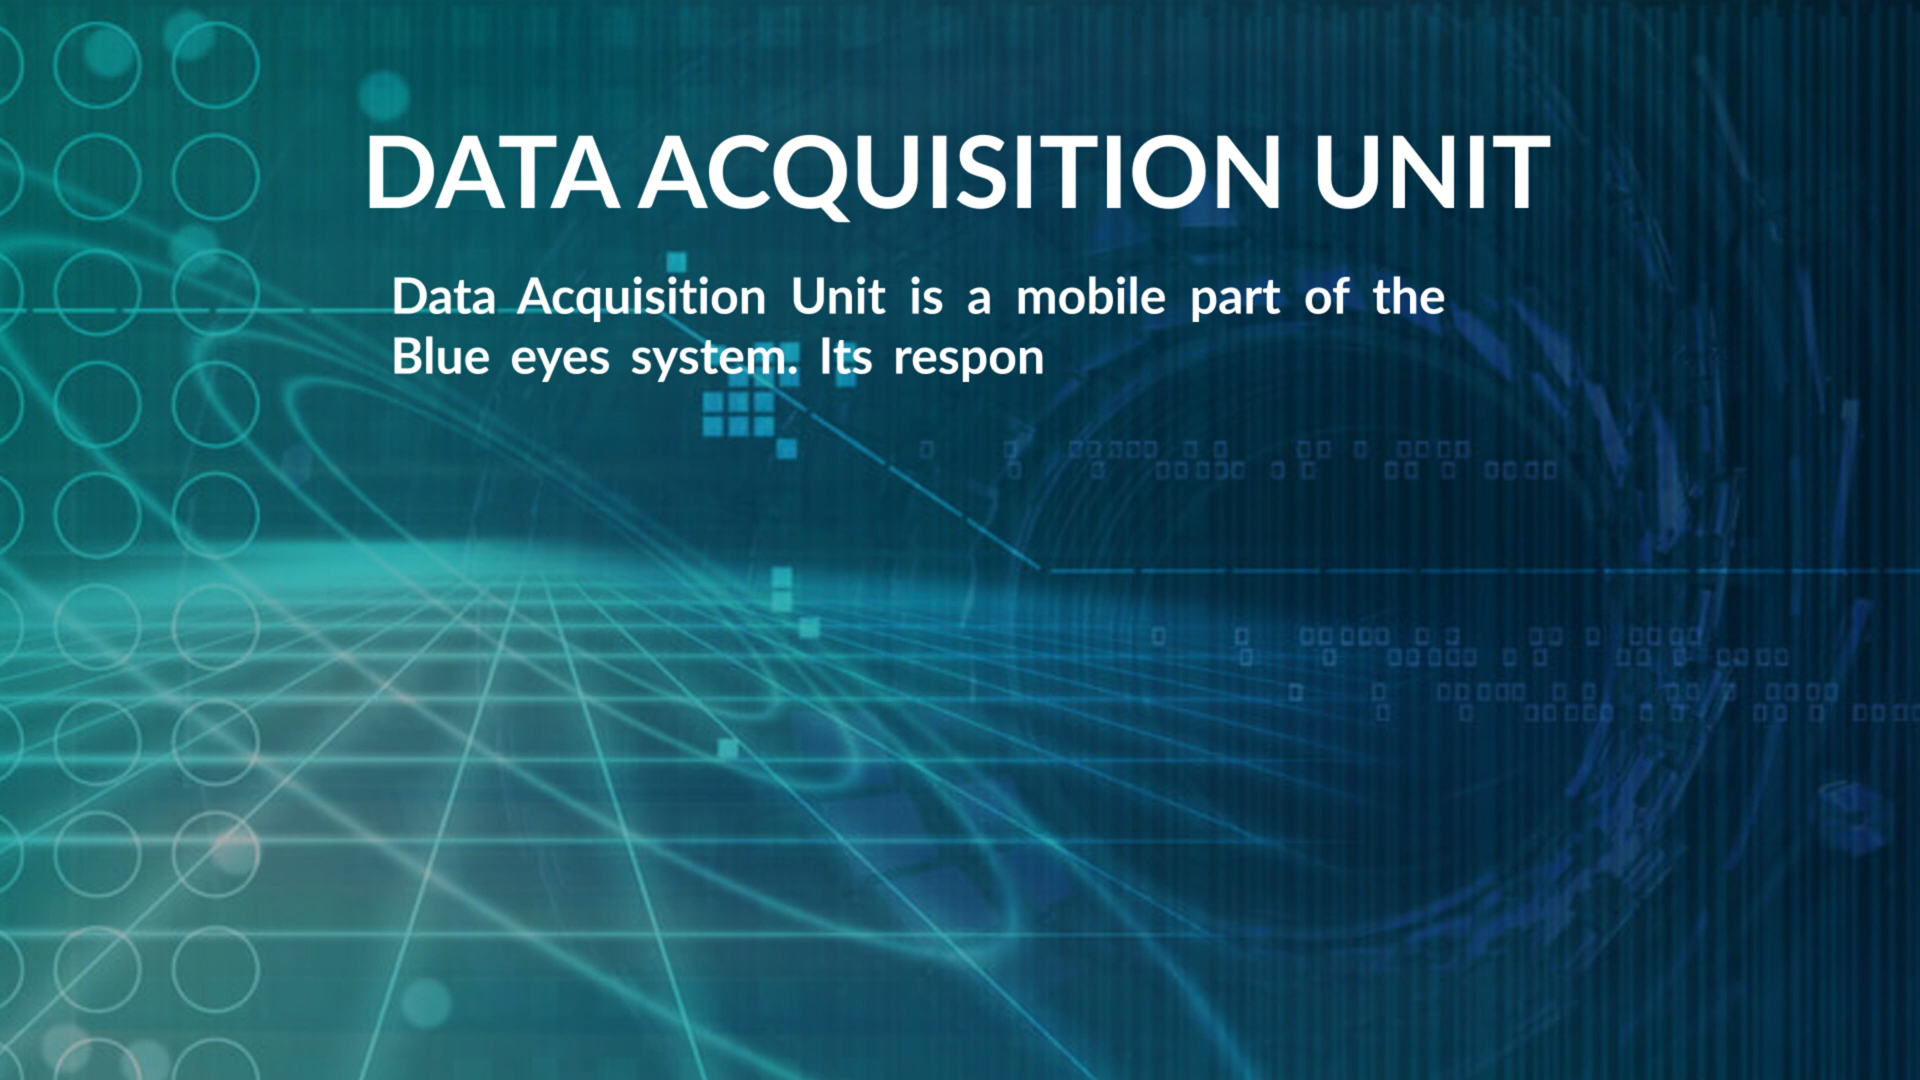 DATA ACQUISITION UNIT
Data Acquisition Unit is a mobile part of the
Blue eyes system. Its respon